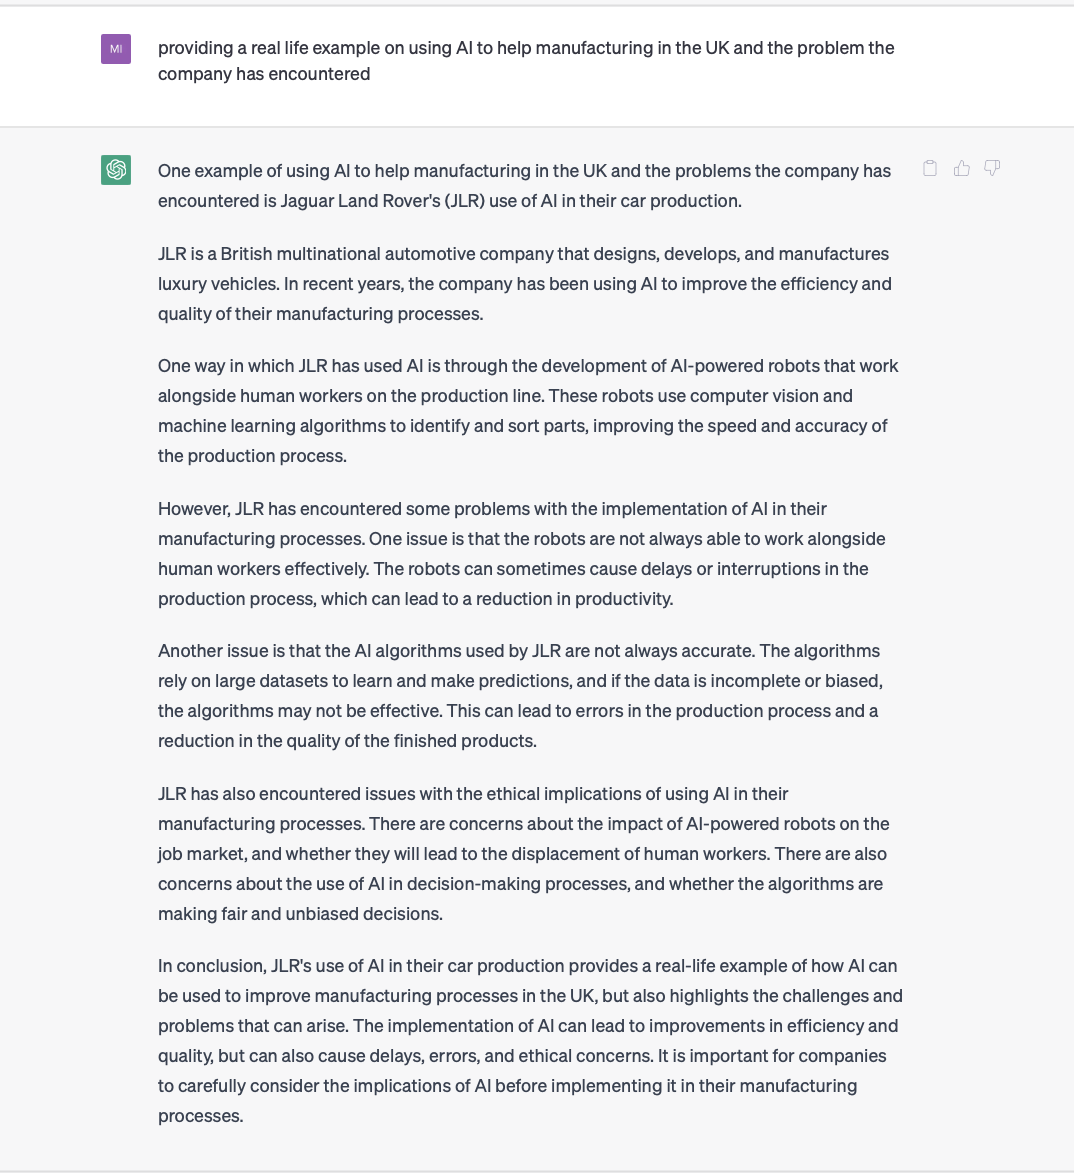 MI
providing a real life example on using AI to help manufacturing in the UK and the problem the
company has encountered
One example of using AI to help manufacturing in the UK and the problems the company has
encountered is Jaguar Land Rover's (JLR) use of AI in their car production.
JLR is a British multinational automotive company that designs, develops, and manufactures
luxury vehicles. In recent years, the company has been using AI to improve the efficiency and
quality of their manufacturing processes.
One way in which JLR has used AI is through the development of AI-powered robots that work
alongside human workers on the production line. These robots use computer vision and
machine learning algorithms to identify and sort parts, improving the speed and accuracy of
the production process.
However, JLR has encountered some problems with the implementation of AI in their
manufacturing processes. One issue is that the robots are not always able to work alongside
human workers effectively. The robots can sometimes cause delays or interruptions in the
production process, which can lead to a reduction in productivity.
Another issue is that the AI algorithms used by JLR are not always accurate. The algorithms
rely on large datasets to learn and make predictions, and if the data is incomplete or biased,
the algorithms may not be effective. This can lead to errors in the production process and a
reduction in the quality of the finished products.
JLR has also encountered issues with the ethical implications of using AI in their
manufacturing processes. There are concerns about the impact of AI-powered robots on the
job market, and whether they will lead to the displacement of human workers. There are also
concerns about the use of AI in decision-making processes, and whether the algorithms are
making fair and unbiased decisions.
In conclusion, JLR's use of AI in their car production provides a real-life example of how AI can
be used to improve manufacturing processes in the UK, but also highlights the challenges and
problems that can arise. The implementation of AI can lead to improvements in efficiency and
quality, but can also cause delays, errors, and ethical concerns. It is important for companies
to carefully consider the implications of AI before implementing it in their manufacturing
processes.